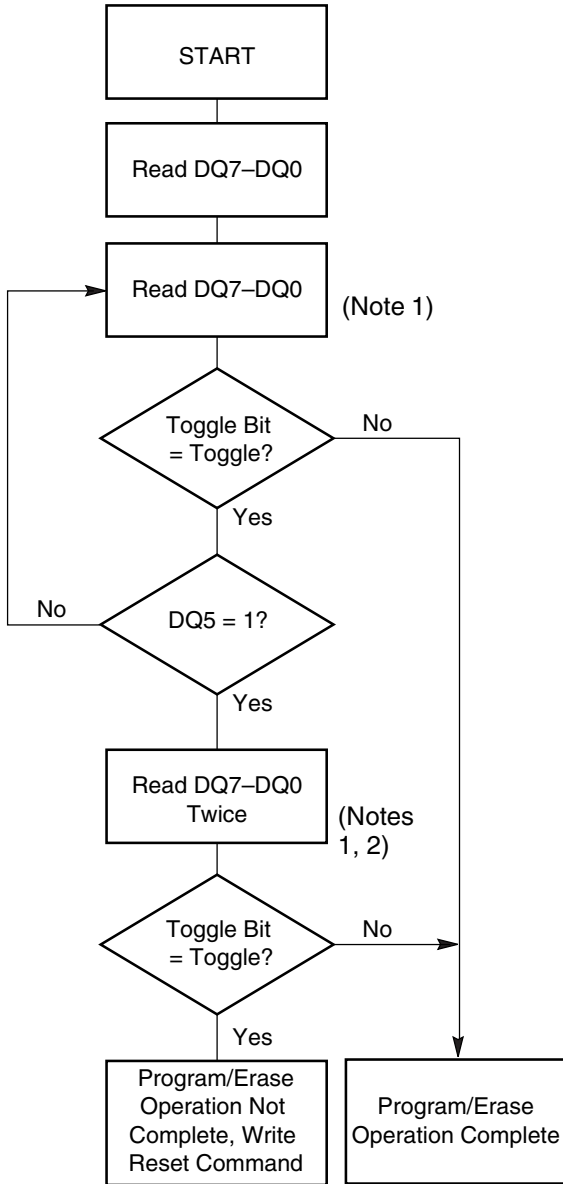 START
Read DQ7–DQ0
Read DQ7–DQ0
(Note 1)
Toggle Bit
= Toggle?
No
Yes
No
DQ5 = 1?
Yes
Read DQ7–DQ0
Twice
(Notes
1, 2)
Toggle Bit
= Toggle?
No
Yes
Program/Erase
Operation Not
Complete, Write
Reset Command
Program/Erase
Operation Complete